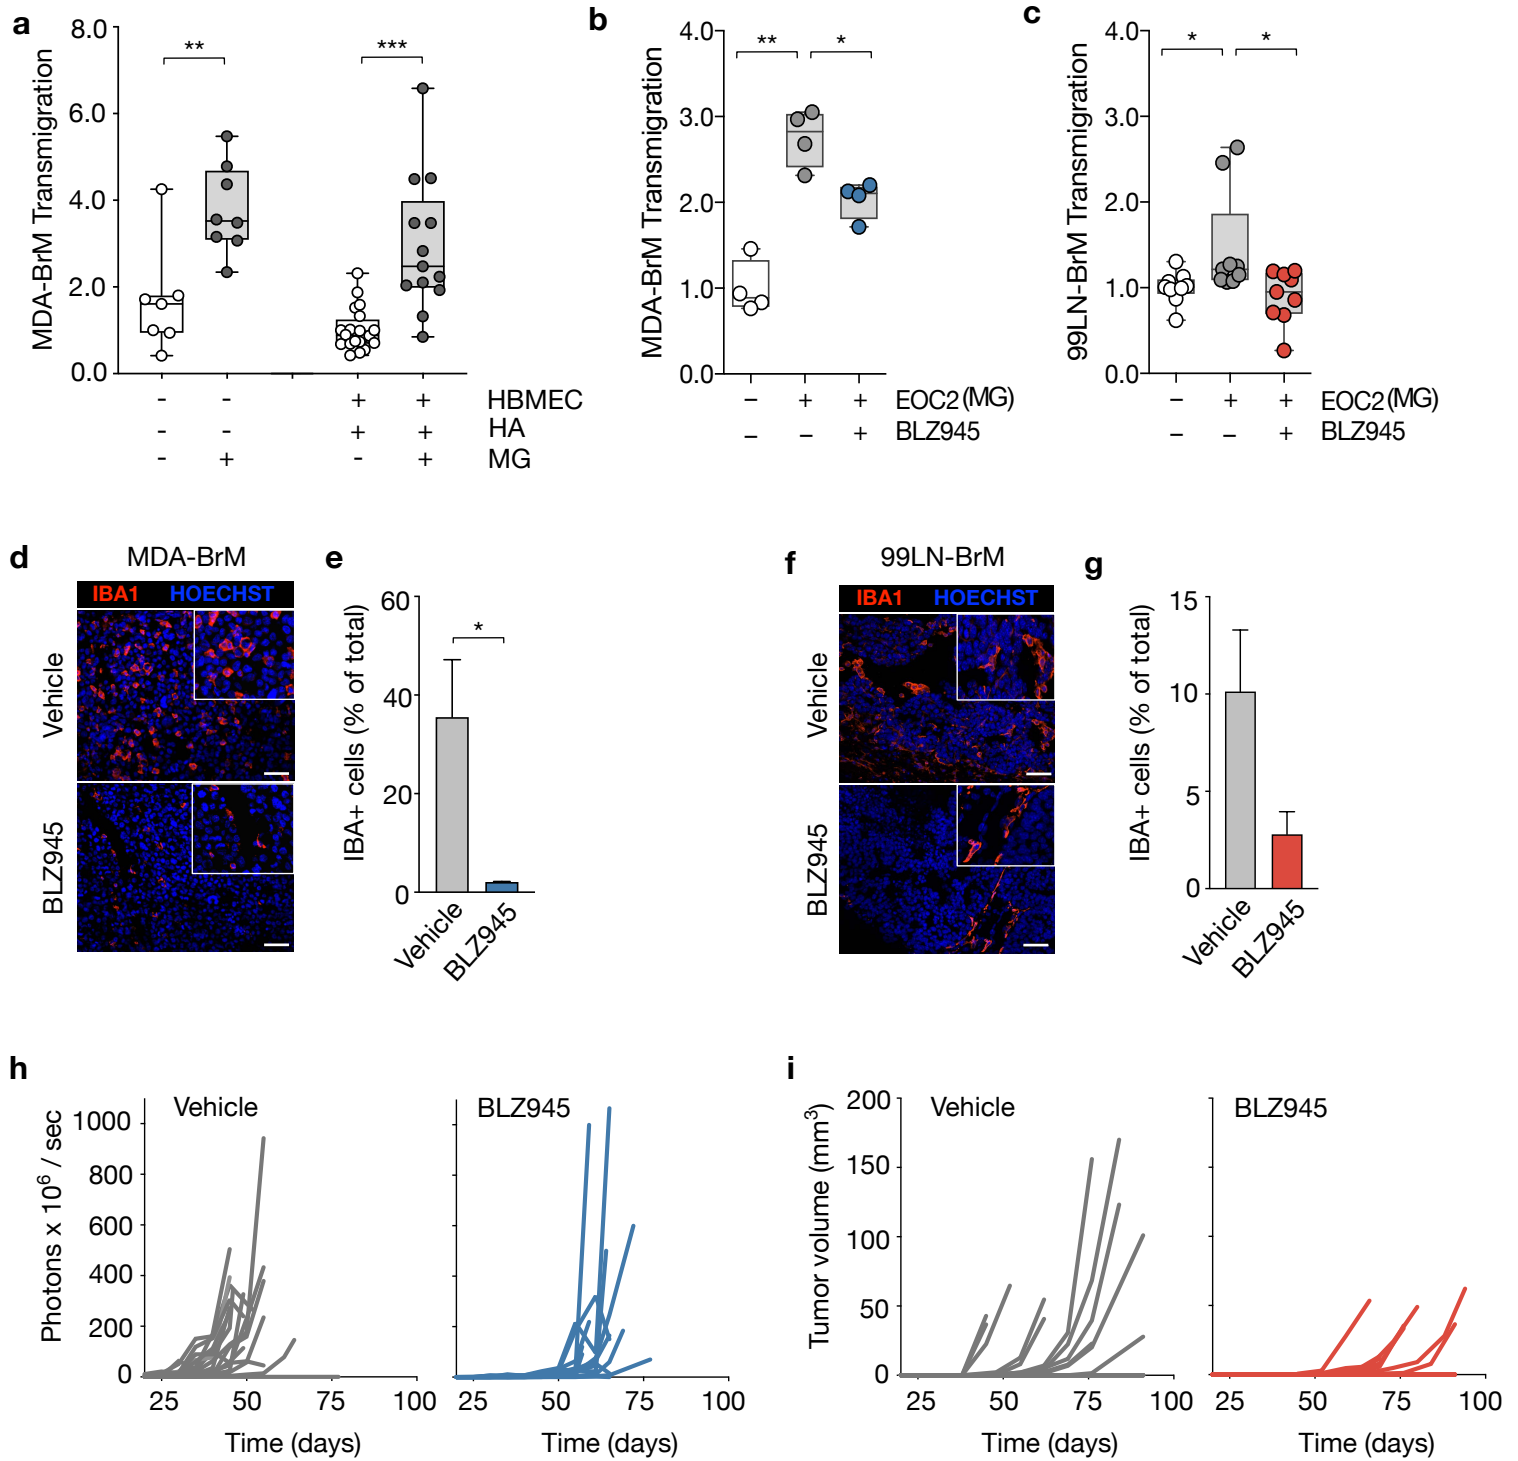 a
MDA-BrM Transmigration
8.0
6.0
4.0
2.0
0.0
** ***
- - + + HBMEC
- - + + HA
- + - + MG
b
MDA-BrM Transmigration
4.0
3.0
2.0
1.0
0.0
** *
– + + EOC2 (MG)
– – + BLZ945
c
99LN-BrM Transmigration
4.0
3.0
2.0
1.0
0.0
* *
– + + EOC2 (MG)
– – + BLZ945
d
MDA-BrM
IBA1 HOECHST
Vehicle
BLZ945
e
IBA+ cells (% of total)
60
40
20
0
*
Vehicle
BLZ945
f
99LN-BrM
IBA1 HOECHST
Vehicle
BLZ945
g
IBA+ cells (% of total)
15
10
5
0
Vehicle
BLZ945
h
Photons x 10⁶ / sec
1000
800
600
400
200
0
Vehicle
25 50 75 100
Time (days)
BLZ945
25 50 75 100
Time (days)
i
Tumor volume (mm³)
200
150
100
50
0
Vehicle
25 50 75 100
Time (days)
BLZ945
25 50 75 100
Time (days)